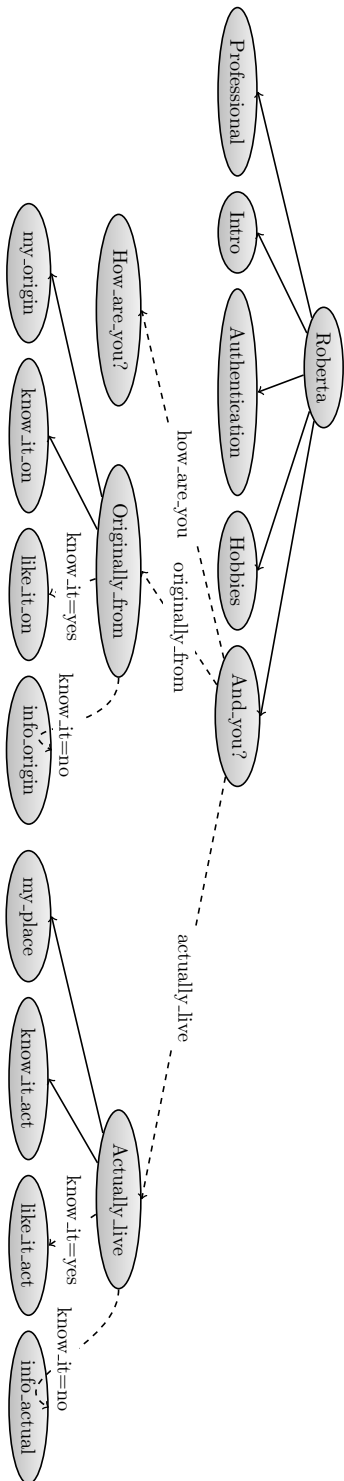 Roberta
Professional
Intro
Authentication
Hobbies
And_you?
how_are_you
originally_from
actually_live
How_are_you?
Originally_from
Actually_live
know_it=yes
know_it=no
know_it=yes
know_it=no
my_origin
know_it_on
like_it_on
info_origin
my_place
know_it_act
like_it_act
info_actual